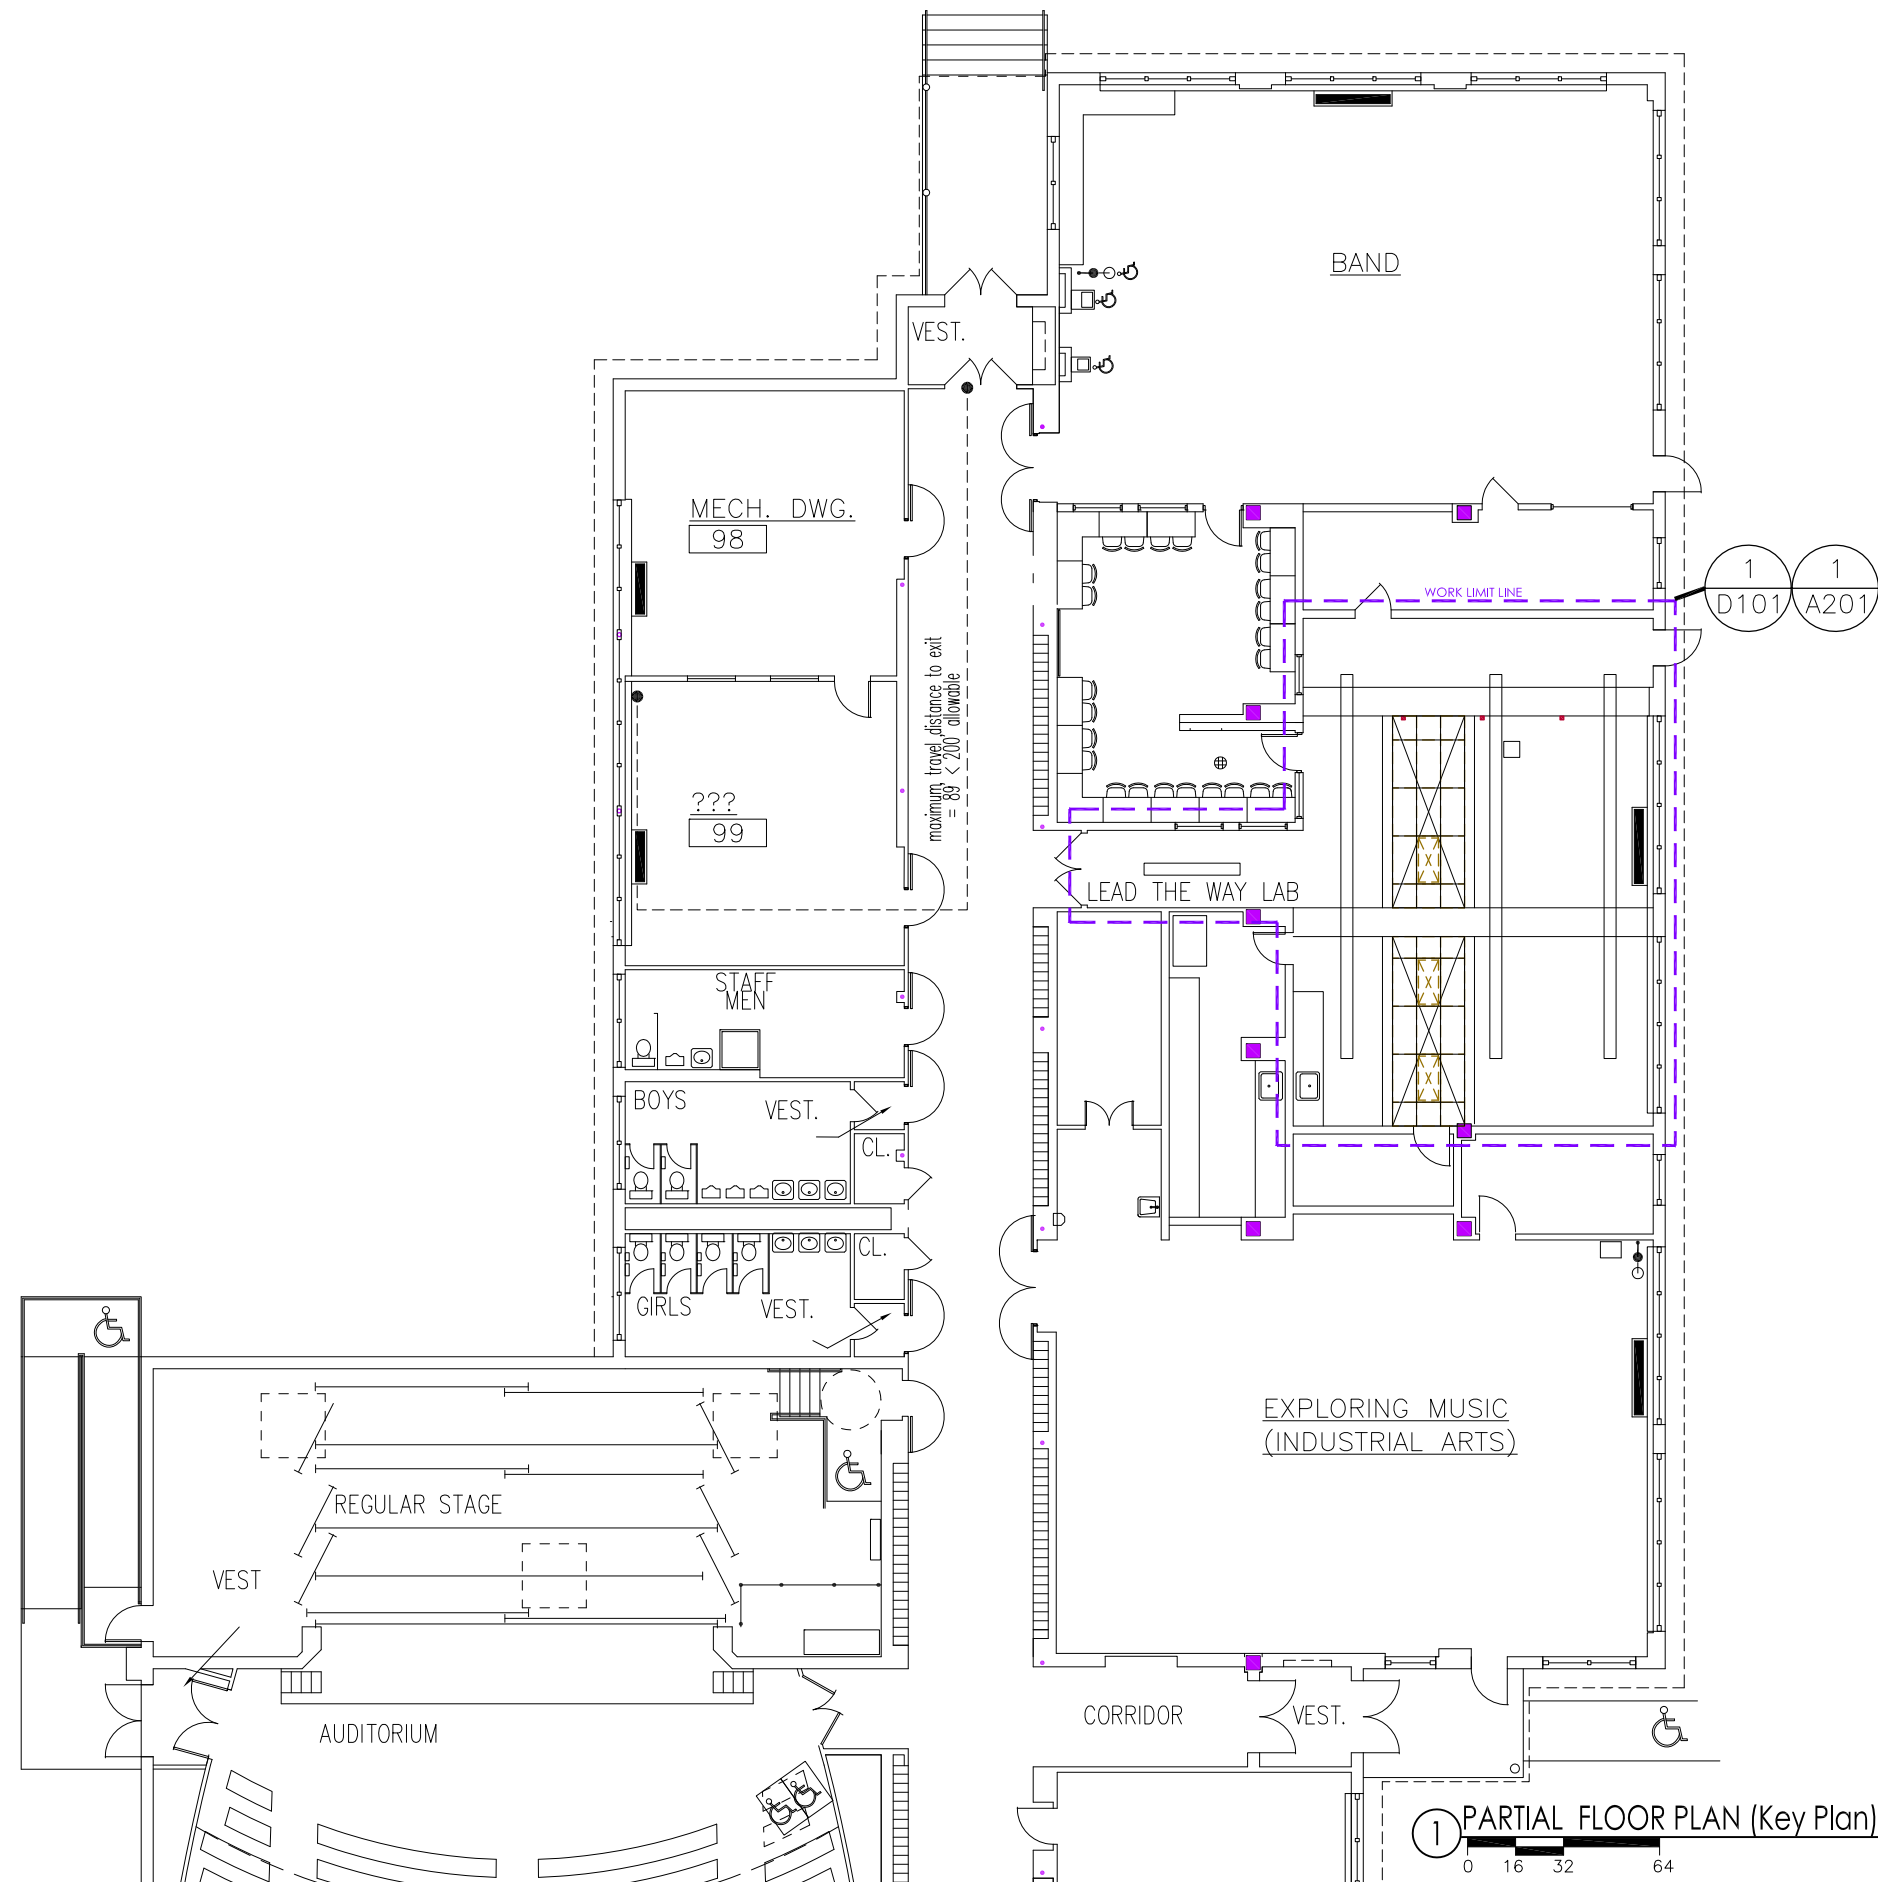 BAND
VEST.
MECH. DWG.
98
WORK LIMIT LINE
1
D101
1
A201
maximum travel distance to exit
= 89' < 200' allowable
???
99
LEAD THE WAY LAB
STAFF
MEN
BOYS
VEST.
CL.
CL.
GIRLS
VEST.
EXPLORING MUSIC
(INDUSTRIAL ARTS)
REGULAR STAGE
VEST
AUDITORIUM
CORRIDOR
VEST.
1
PARTIAL FLOOR PLAN (Key Plan)
0 16 32 64